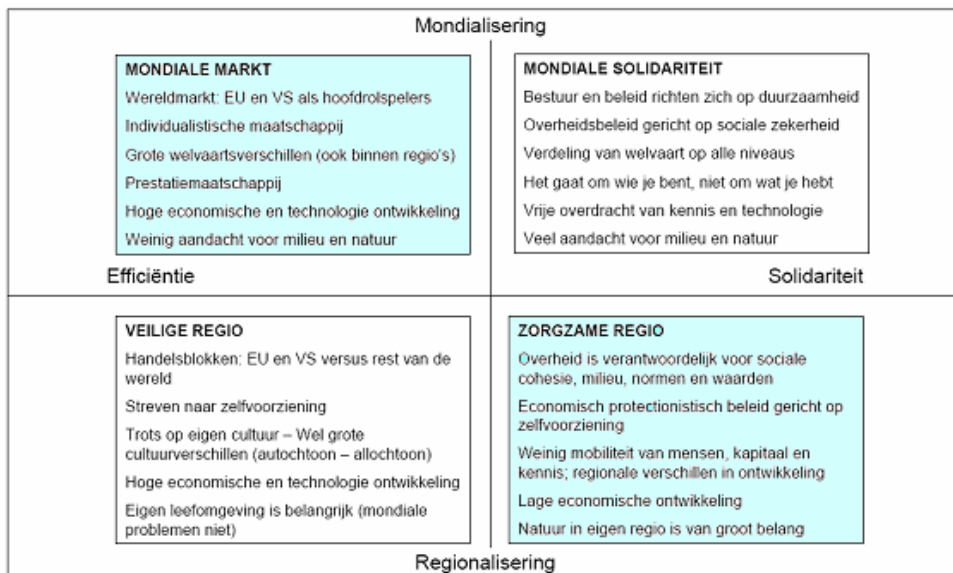 Mondialisering
MONDIALE MARKT
Wereldmarkt: EU en VS als hoofdrolspelers
Individualistische maatschappij
Grote welvaartsverschillen (ook binnen regio's)
Prestatiemaatschappij
Hoge economische en technologie ontwikkeling
Weinig aandacht voor milieu en natuur
MONDIALE SOLIDARITEIT
Bestuur en beleid richten zich op duurzaamheid
Overheidsbeleid gericht op sociale zekerheid
Verdeling van welvaart op alle niveaus
Het gaat om wie je bent, niet om wat je hebt
Vrije overdracht van kennis en technologie
Veel aandacht voor milieu en natuur
Efficiëntie
Solidariteit
VEILIGE REGIO
Handelsblokken: EU en VS versus rest van de
wereld
Streven naar zelfvoorziening
Trots op eigen cultuur – Wel grote
cultuurverschillen (autochtoon – allochtoon)
Hoge economische en technologie ontwikkeling
Eigen leefomgeving is belangrijk (mondiale
problemen niet)
ZORGZAME REGIO
Overheid is verantwoordelijk voor sociale
cohesie, milieu, normen en waarden
Economisch protectionistisch beleid gericht op
zelfvoorziening
Weinig mobiliteit van mensen, kapitaal en
kennis; regionale verschillen in ontwikkeling
Lage economische ontwikkeling
Natuur in eigen regio is van groot belang
Regionalisering